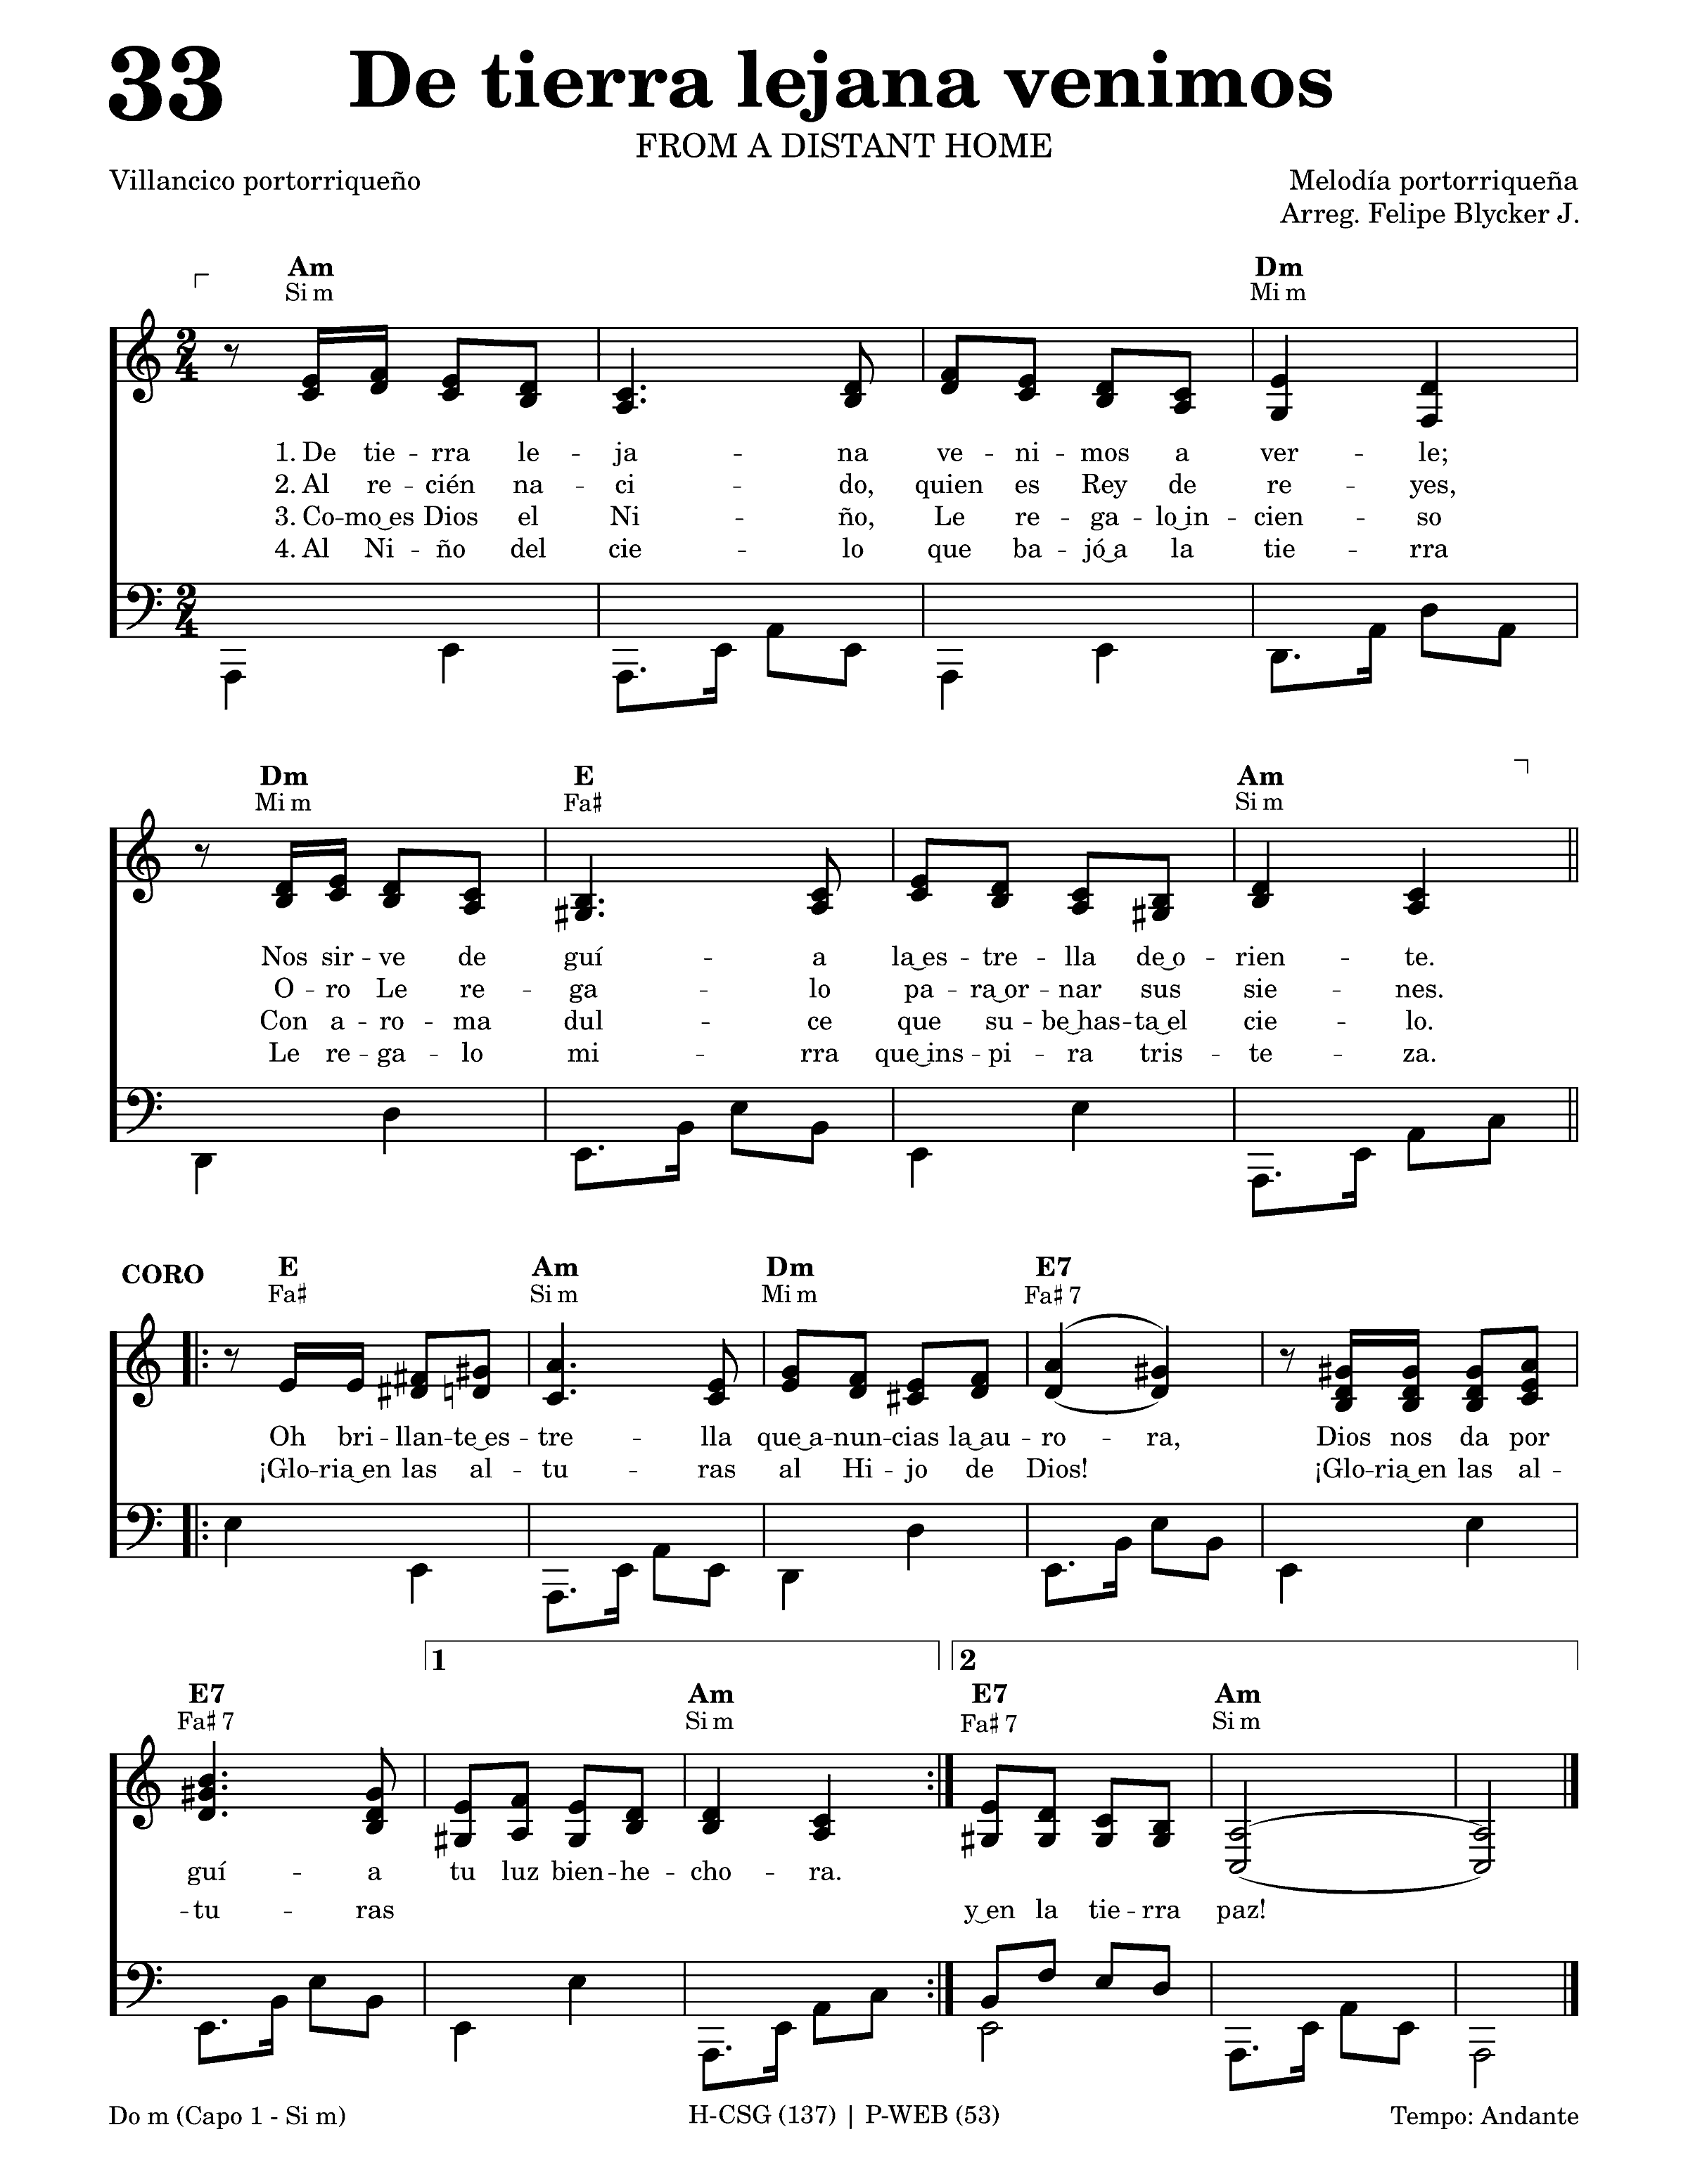 33 De tierra lejana venimos
FROM A DISTANT HOME
Villancico portorriqueño Melodía portorriqueña
Arreg. Felipe Blycker J.
Am Dm
Si m Mi m
2 4
1. De tie -- rra le -- ja -- na ve -- ni -- mos a ver -- le;
2. Al re -- cién na -- ci -- do, quien es Rey de re -- yes,
3. Co -- mo‿es Dios el Ni -- ño, Le re -- ga -- lo‿in -- cien -- so
4. Al Ni -- ño del cie -- lo que ba -- jó‿a la tie -- rra
2 4
Dm E Am
Mi m Fa♯ Si m
Nos sir -- ve de guí -- a la‿es -- tre -- lla de‿o -- rien -- te.
O -- ro Le re -- ga -- lo pa -- ra‿or -- nar sus sie -- nes.
Con a -- ro -- ma dul -- ce que su -- be‿has -- ta‿el cie -- lo.
Le re -- ga -- lo mi -- rra que‿ins -- pi -- ra tris -- te -- za.
CORO E Am Dm E7
Fa♯ Si m Mi m Fa♯ 7
Oh bri -- llan -- te‿es -- tre -- lla que‿a -- nun -- cias la‿au -- ro -- ra, Dios nos da por
¡Glo -- ria‿en las al -- tu -- ras al Hi -- jo de Dios! ¡Glo -- ria‿en las al --
1 2
E7 Am E7 Am
Fa♯ 7 Si m Fa♯ 7 Si m
guí -- a tu luz bien -- he -- cho -- ra.
-- tu -- ras y‿en la tie -- rra paz!
Do m (Capo 1 - Si m) H-CSG (137) | P-WEB (53) Tempo: Andante